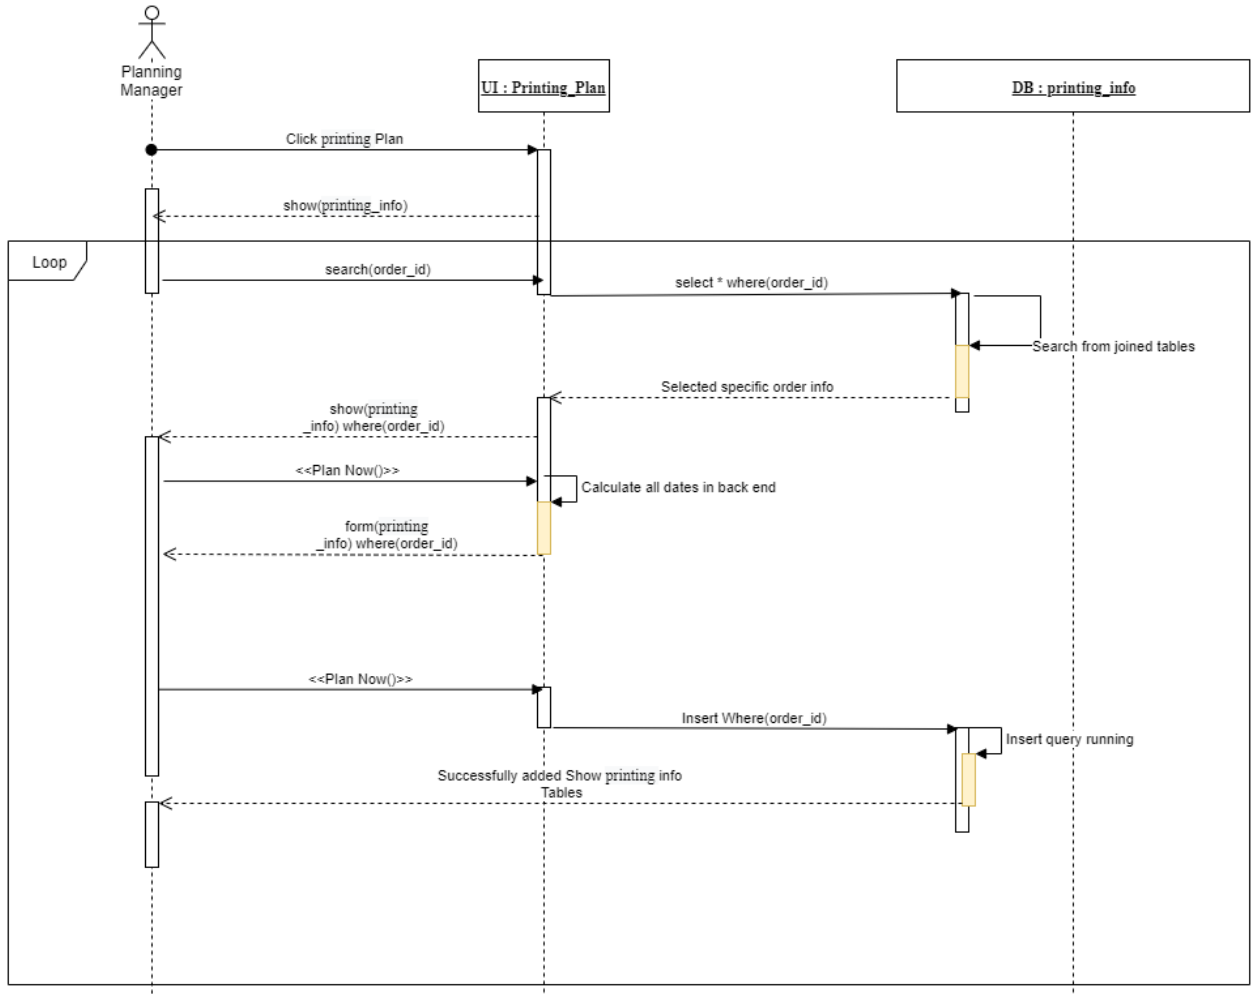 Planning
Manager
UI : Printing_Plan
DB : printing_info
Click printing Plan
show(printing_info)
Loop
search(order_id)
select * where(order_id)
Search from joined tables
Selected specific order info
show(printing
_info) where(order_id)
<<Plan Now()>>
Calculate all dates in back end
form(printing
_info) where(order_id)
<<Plan Now()>>
Insert Where(order_id)
Insert query running
Successfully added Show printing info
Tables